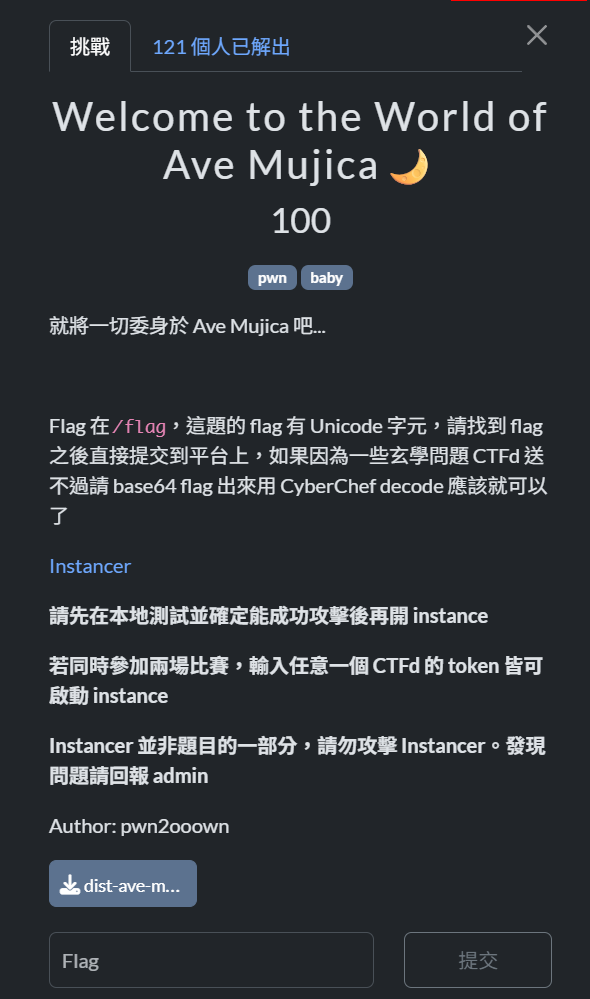 挑戰
121 個人已解出
Welcome to the World of
Ave Mujica 🌙
100
pwn baby
就將一切委身於 Ave Mujica 吧...
Flag 在 /flag，這題的 flag 有 Unicode 字元，請找到 flag
之後直接提交到平台上，如果因為一些玄學問題 CTFd 送
不過請 base64 flag 出來用 CyberChef decode 應該就可以
了
Instancer
請先在本地測試並確定能成功攻擊後再開 instance
若同時參加兩場比賽，輸入任意一個 CTFd 的 token 皆可
啟動 instance
Instancer 並非題目的一部分，請勿攻擊 Instancer。發現
問題請回報 admin
Author: pwn2ooown
dist-ave-m...
Flag
提交